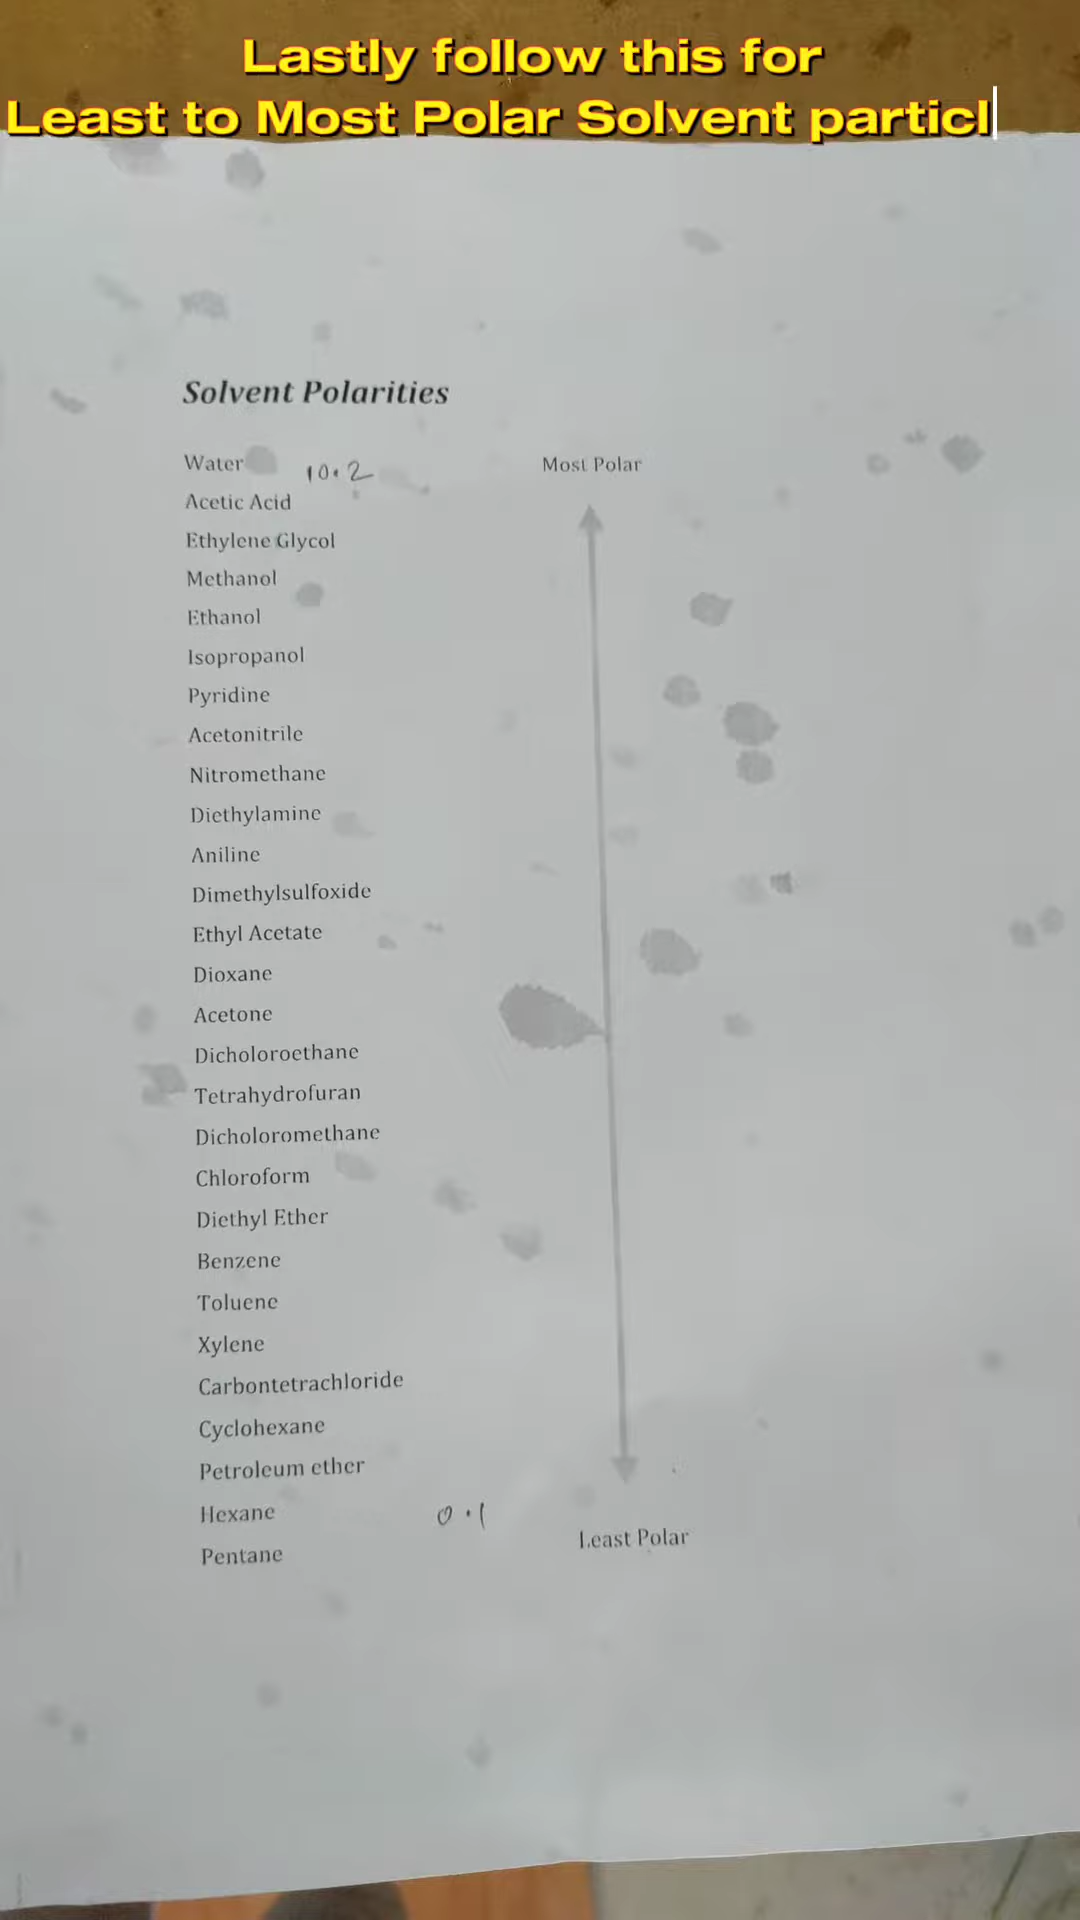 Lastly follow this for
Least to Most Polar Solvent particl
Solvent Polarities
Water 10.2 Most Polar
Acetic Acid
Ethylene Glycol
Methanol
Ethanol
Isopropanol
Pyridine
Acetonitrile
Nitromethane
Diethylamine
Aniline
Dimethylsulfoxide
Ethyl Acetate
Dioxane
Acetone
Dicholoroethane
Tetrahydrofuran
Dicholoromethane
Chloroform
Diethyl Ether
Benzene
Toluene
Xylene
Carbontetrachloride
Cyclohexane
Petroleum ether
Hexane 0.1
Least Polar
Pentane